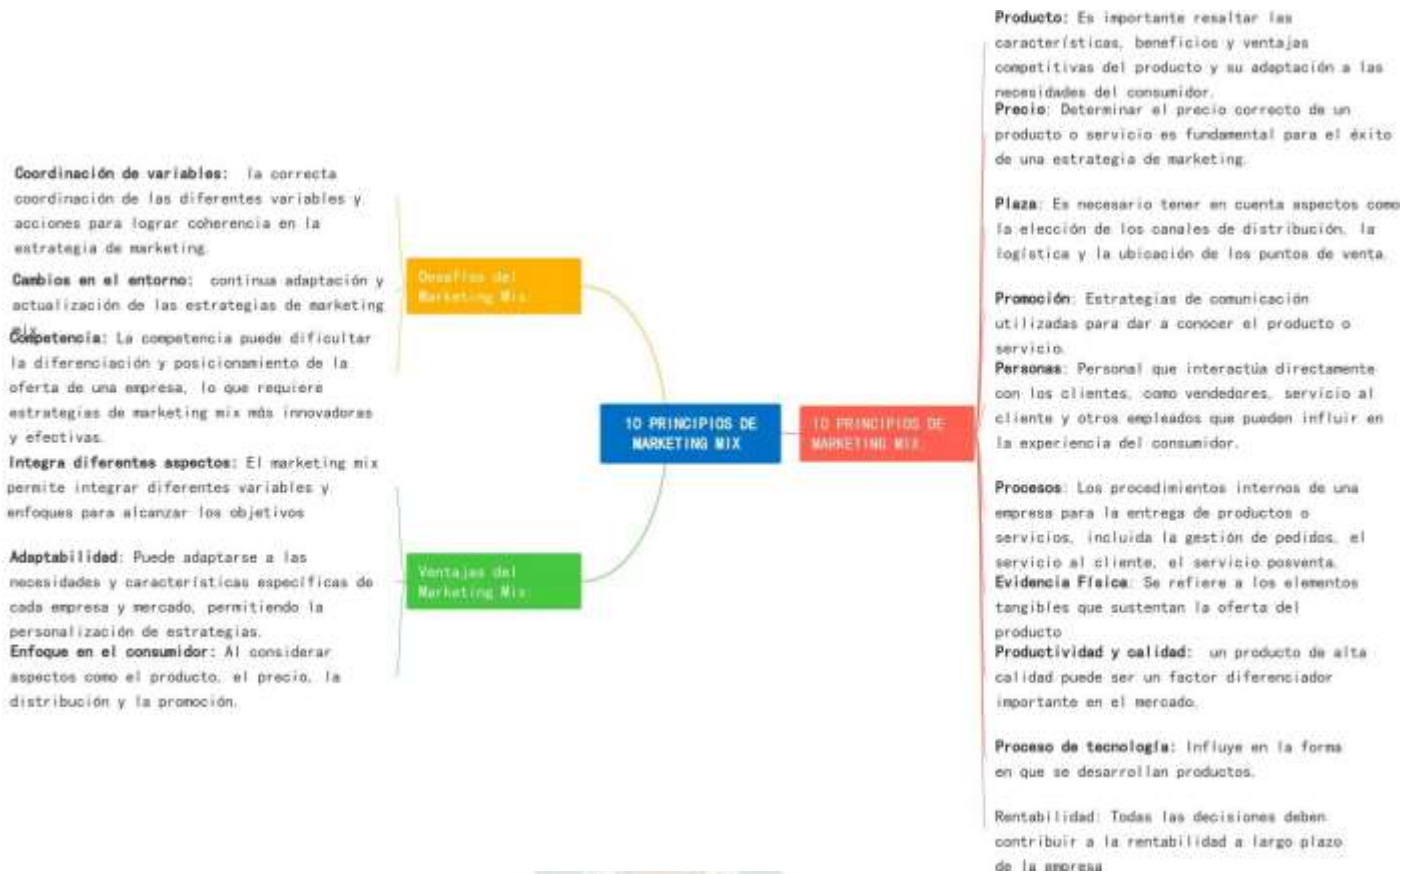 Producto: Es importante resaltar las
características, beneficios y ventajas
competitivas del producto y su adaptación a las
necesidades del consumidor.
Precio: Determinar el precio correcto de un
producto o servicio es fundamental para el éxito
de una estrategia de marketing.
Plaza: Es necesario tener en cuenta aspectos como
la elección de los canales de distribución, la
logística y la ubicación de los puntos de venta.
Promoción: Estrategias de comunicación
utilizadas para dar a conocer el producto o
servicio.
Personas: Personal que interactúa directamente
con los clientes, como vendedores, servicio al
cliente y otros empleados que pueden influir en
la experiencia del consumidor.
Procesos: Los procedimientos internos de una
empresa para la entrega de productos o
servicios, incluida la gestión de pedidos, el
servicio al cliente, el servicio posventa.
Evidencia Física: Se refiere a los elementos
tangibles que sustentan la oferta del
producto
Productividad y calidad: un producto de alta
calidad puede ser un factor diferenciador
importante en el mercado.
Proceso de tecnología: Influye en la forma
en que se desarrollan productos.
Rentabilidad: Todas las decisiones deben
contribuir a la rentabilidad a largo plazo
de la empresa
10 PRINCIPIOS DE
MARKETING MIX
10 PRINCIPIOS DE
MARKETING MIX.
Desafíos del
Marketing Mix:
Coordinación de variables: la correcta
coordinación de las diferentes variables y
acciones para lograr coherencia en la
estrategia de marketing.
Cambios en el entorno: continua adaptación y
actualización de las estrategias de marketing
mix
Competencia: La competencia puede dificultar
la diferenciación y posicionamiento de la
oferta de una empresa, lo que requiere
estrategias de marketing mix más innovadoras
y efectivas.
Ventajas del
Marketing Mix:
Integra diferentes aspectos: El marketing mix
permite integrar diferentes variables y
enfoques para alcanzar los objetivos
Adaptabilidad: Puede adaptarse a las
necesidades y características específicas de
cada empresa y mercado, permitiendo la
personalización de estrategias.
Enfoque en el consumidor: Al considerar
aspectos como el producto, el precio, la
distribución y la promoción.